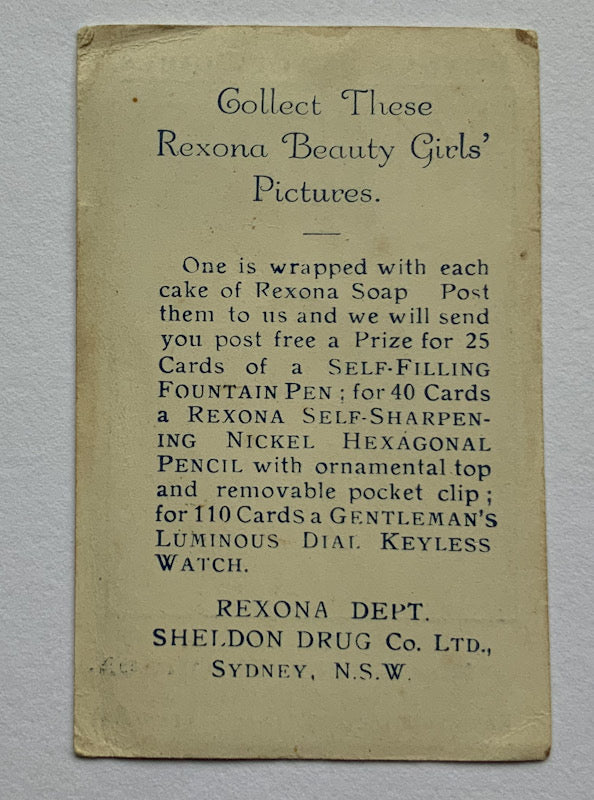 Collect These
Rexona Beauty Girls'
Pictures.
One is wrapped with each
cake of Rexona Soap Post
them to us and we will send
you post free a Prize for 25
Cards of a SELF-FILLING
FOUNTAIN PEN ; for 40 Cards
a REXONA SELF-SHARPEN-
ING NICKEL HEXAGONAL
PENCIL with ornamental top
and removable pocket clip ;
for 110 Cards a GENTLEMAN'S
LUMINOUS DIAL KEYLESS
WATCH.
REXONA DEPT.
SHELDON DRUG Co. LTD.,
SYDNEY, N.S.W.